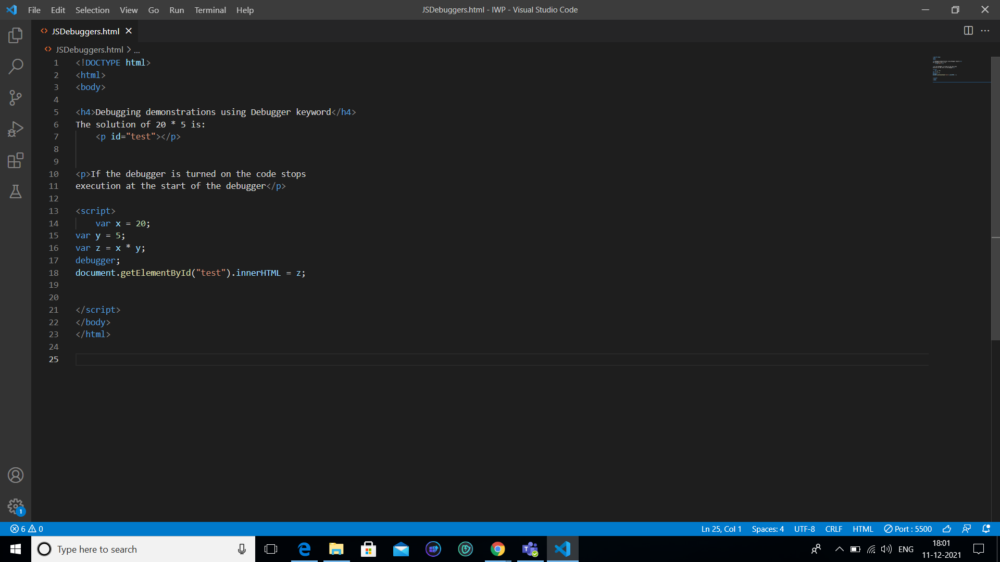 File Edit Selection View Go Run Terminal Help JSDebuggers.html - IWP - Visual Studio Code
JSDebuggers.html
JSDebuggers.html > ...
1 <!DOCTYPE html>
2 <html>
3 <body>
4
5 <h4>Debugging demonstrations using Debugger keyword</h4>
6 The solution of 20 * 5 is:
7 <p id="test"></p>
8
9
10 <p>If the debugger is turned on the code stops
11 execution at the start of the debugger</p>
12
13 <script>
14 var x = 20;
15 var y = 5;
16 var z = x * y;
17 debugger;
18 document.getElementById("test").innerHTML = z;
19
20
21 </script>
22 </body>
23 </html>
24
25
1
6 0 Ln 25, Col 1 Spaces: 4 UTF-8 CRLF HTML Port : 5500
Type here to search ENG 18:01
11-12-2021